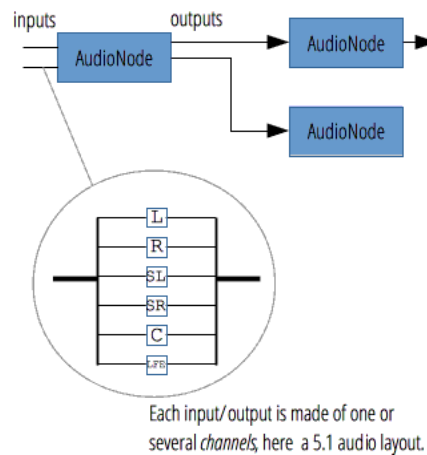 inputs
outputs
AudioNode
AudioNode
AudioNode
L
R
SL
SR
C
LFE
Each input/output is made of one or
several channels, here a 5.1 audio layout.